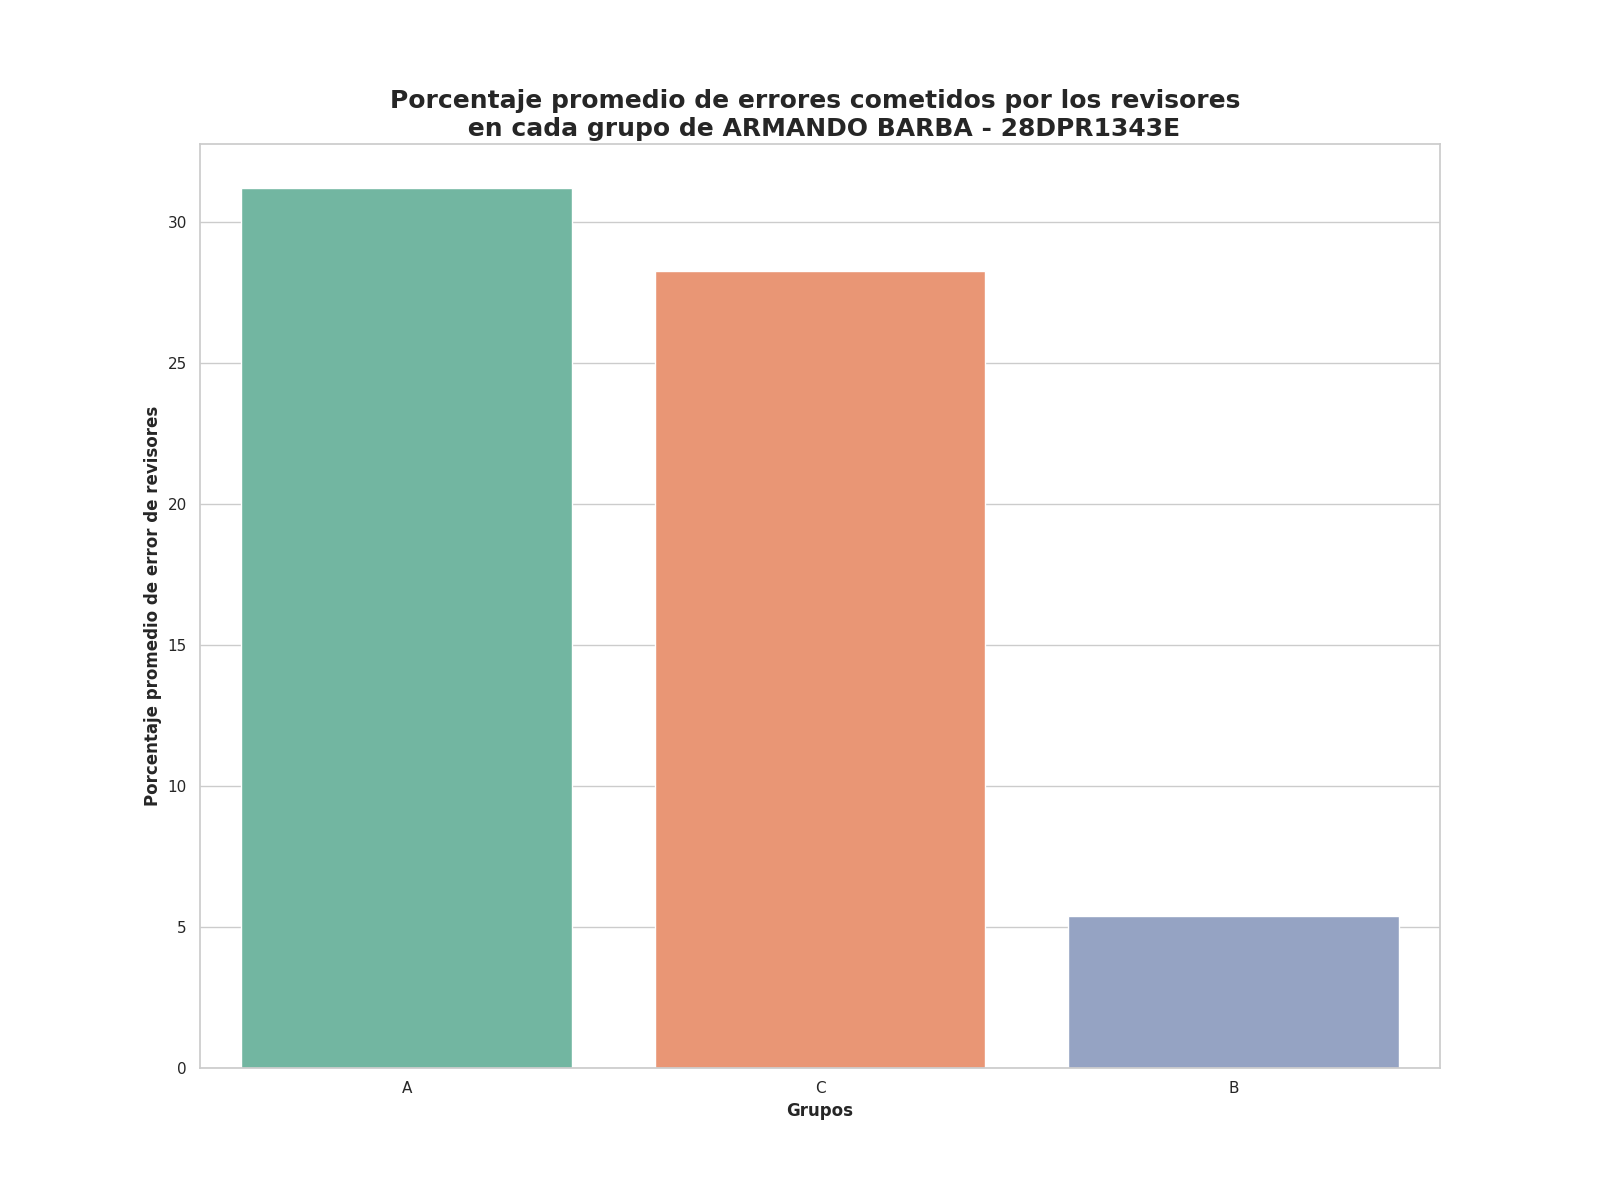 Porcentaje promedio de errores cometidos por los revisores
en cada grupo de ARMANDO BARBA - 28DPR1343E
Porcentaje promedio de error de revisores
30
25
20
15
10
5
0
A
C
B
Grupos